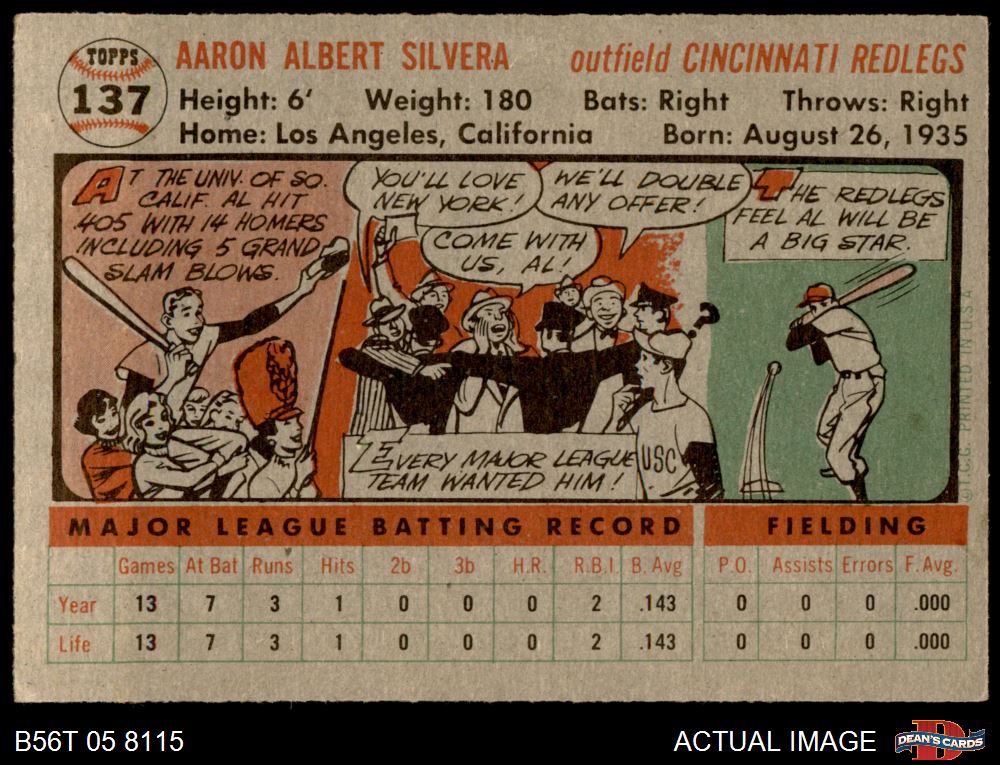 TOPPS
137
AARON ALBERT SILVERA outfield CINCINNATI REDLEGS
Height: 6' Weight: 180 Bats: Right Throws: Right
Home: Los Angeles, California Born: August 26, 1935
AT THE UNIV. OF SO.
CALIF. AL HIT
.405 WITH 14 HOMERS
INCLUDING 5 GRAND
SLAM BLOWS.
YOU'LL LOVE
NEW YORK!
WE'LL DOUBLE
ANY OFFER!
COME WITH
US, AL!
?
USC
EVERY MAJOR LEAGUE
TEAM WANTED HIM!
THE REDLEGS
FEEL AL WILL BE
A BIG STAR.
© T.C.G. PRINTED IN U.S.A.
MAJOR LEAGUE BATTING RECORD FIELDING
Games At Bat Runs Hits 2b 3b H.R. R.B.I. B. Avg P.O. Assists Errors F. Avg.
Year 13 7 3 1 0 0 0 2 .143 0 0 0 .000
Life 13 7 3 1 0 0 0 2 .143 0 0 0 .000
B56T 05 8115 ACTUAL IMAGE DEAN'S CARDS